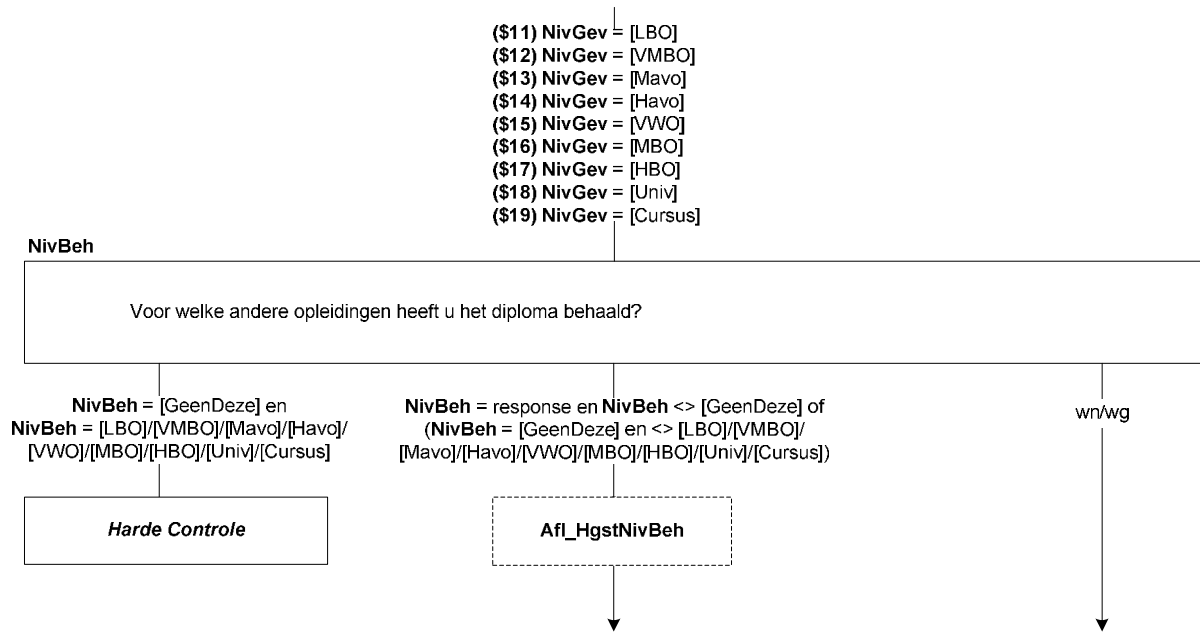 ($11) NivGev = [LBO]
($12) NivGev = [VMBO]
($13) NivGev = [Mavo]
($14) NivGev = [Havo]
($15) NivGev = [VWO]
($16) NivGev = [MBO]
($17) NivGev = [HBO]
($18) NivGev = [Univ]
($19) NivGev = [Cursus]
NivBeh
Voor welke andere opleidingen heeft u het diploma behaald?
NivBeh = [GeenDeze] en
NivBeh = [LBO]/[VMBO]/[Mavo]/[Havo]/
[VWO]/[MBO]/[HBO]/[Univ]/[Cursus]
Harde Controle
NivBeh = response en NivBeh <> [GeenDeze] of
(NivBeh = [GeenDeze] en <> [LBO]/[VMBO]/
[Mavo]/[Havo]/[VWO]/[MBO]/[HBO]/[Univ]/[Cursus])
Afl_HgstNivBeh
wn/wg